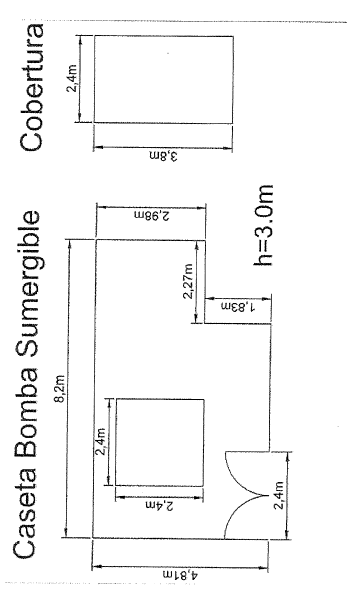 Cobertura
2,4m
3,8m
Caseta Bomba Sumergible
8,2m
2,98m
2,27m
1,83m
h=3.0m
2,4m
2,4m
2,4m
4,81m